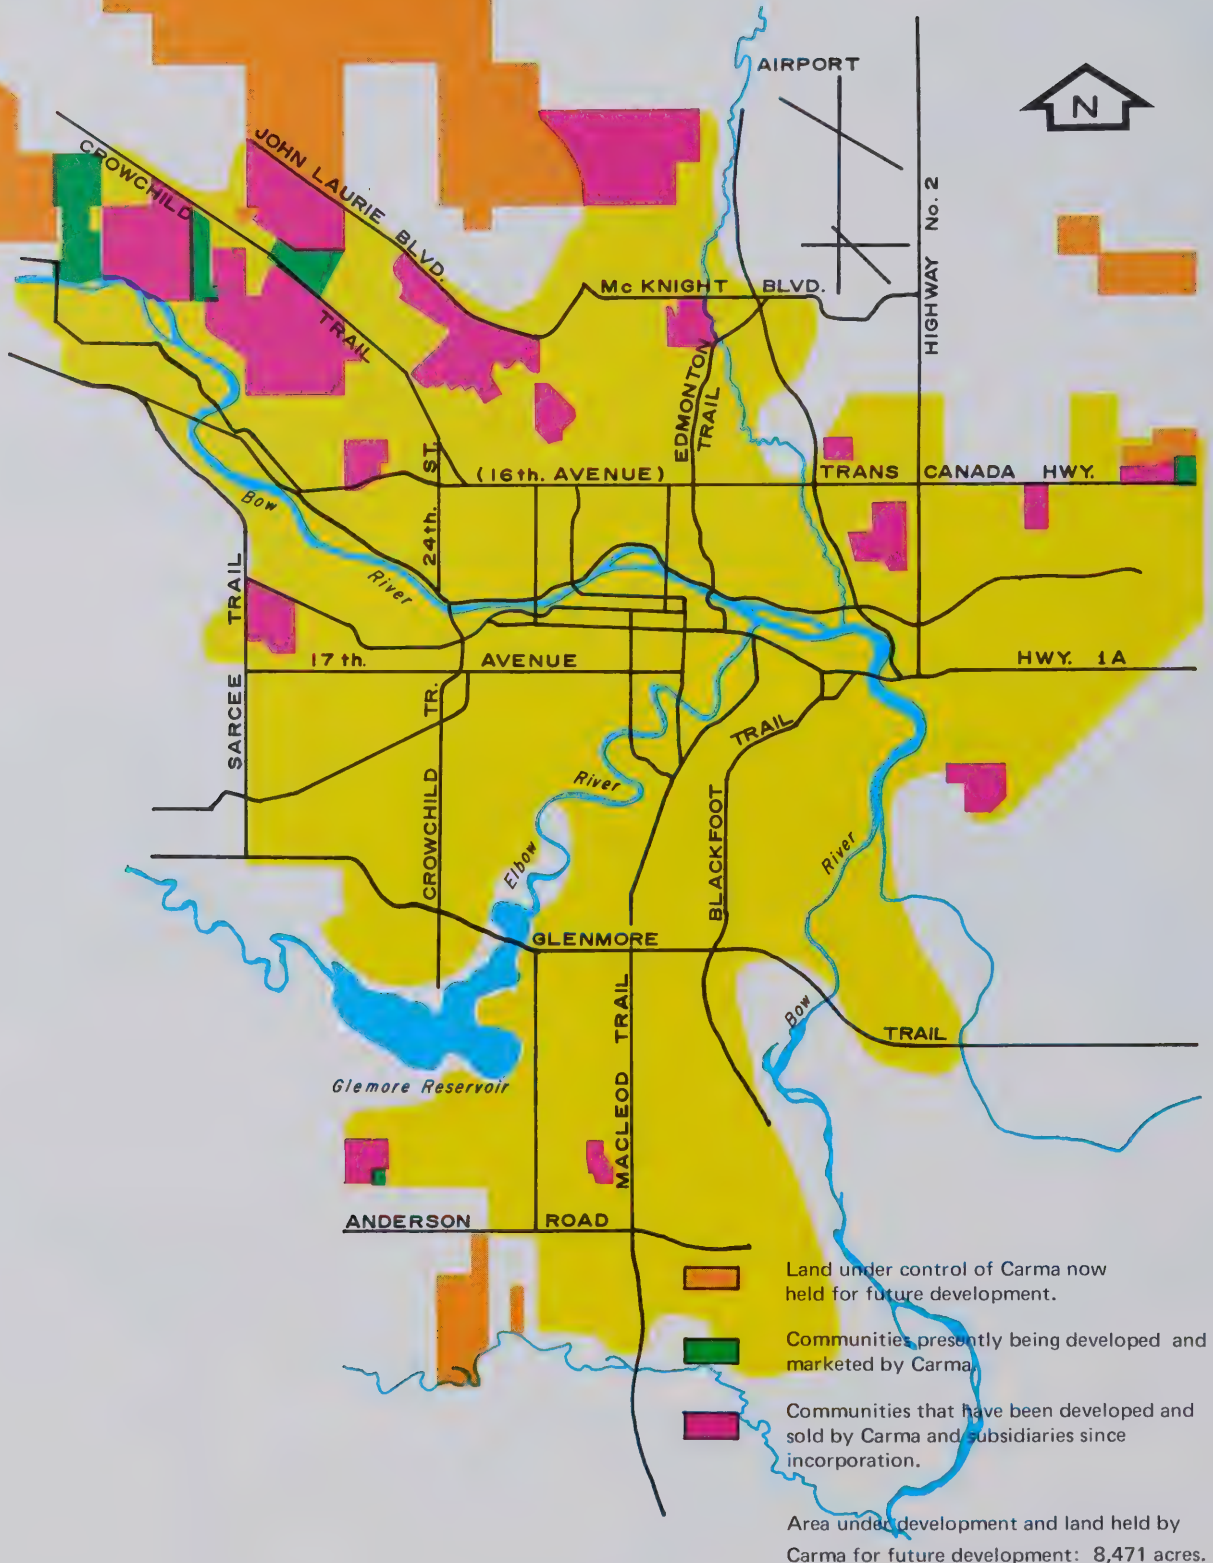 AIRPORT
N
CROWCHILD
TRAIL
JOHN LAURIE BLVD.
Mc KNIGHT BLVD.
HIGHWAY No. 2
EDMONTON
TRAIL
24th. ST.
(16th. AVENUE)
TRANS CANADA HWY.
Bow
River
SARCEE TRAIL
17th. AVENUE
HWY. 1A
CROWCHILD TR.
TRAIL
BLACKFOOT
River
Elbow
River
GLENMORE
Bow
TRAIL
MACLEOD TRAIL
Glemore Reservoir
ANDERSON ROAD
Land under control of Carma now
held for future development.
Communities presently being developed and
marketed by Carma.
Communities that have been developed and
sold by Carma and subsidiaries since
incorporation.
Area under development and land held by
Carma for future development: 8,471 acres.